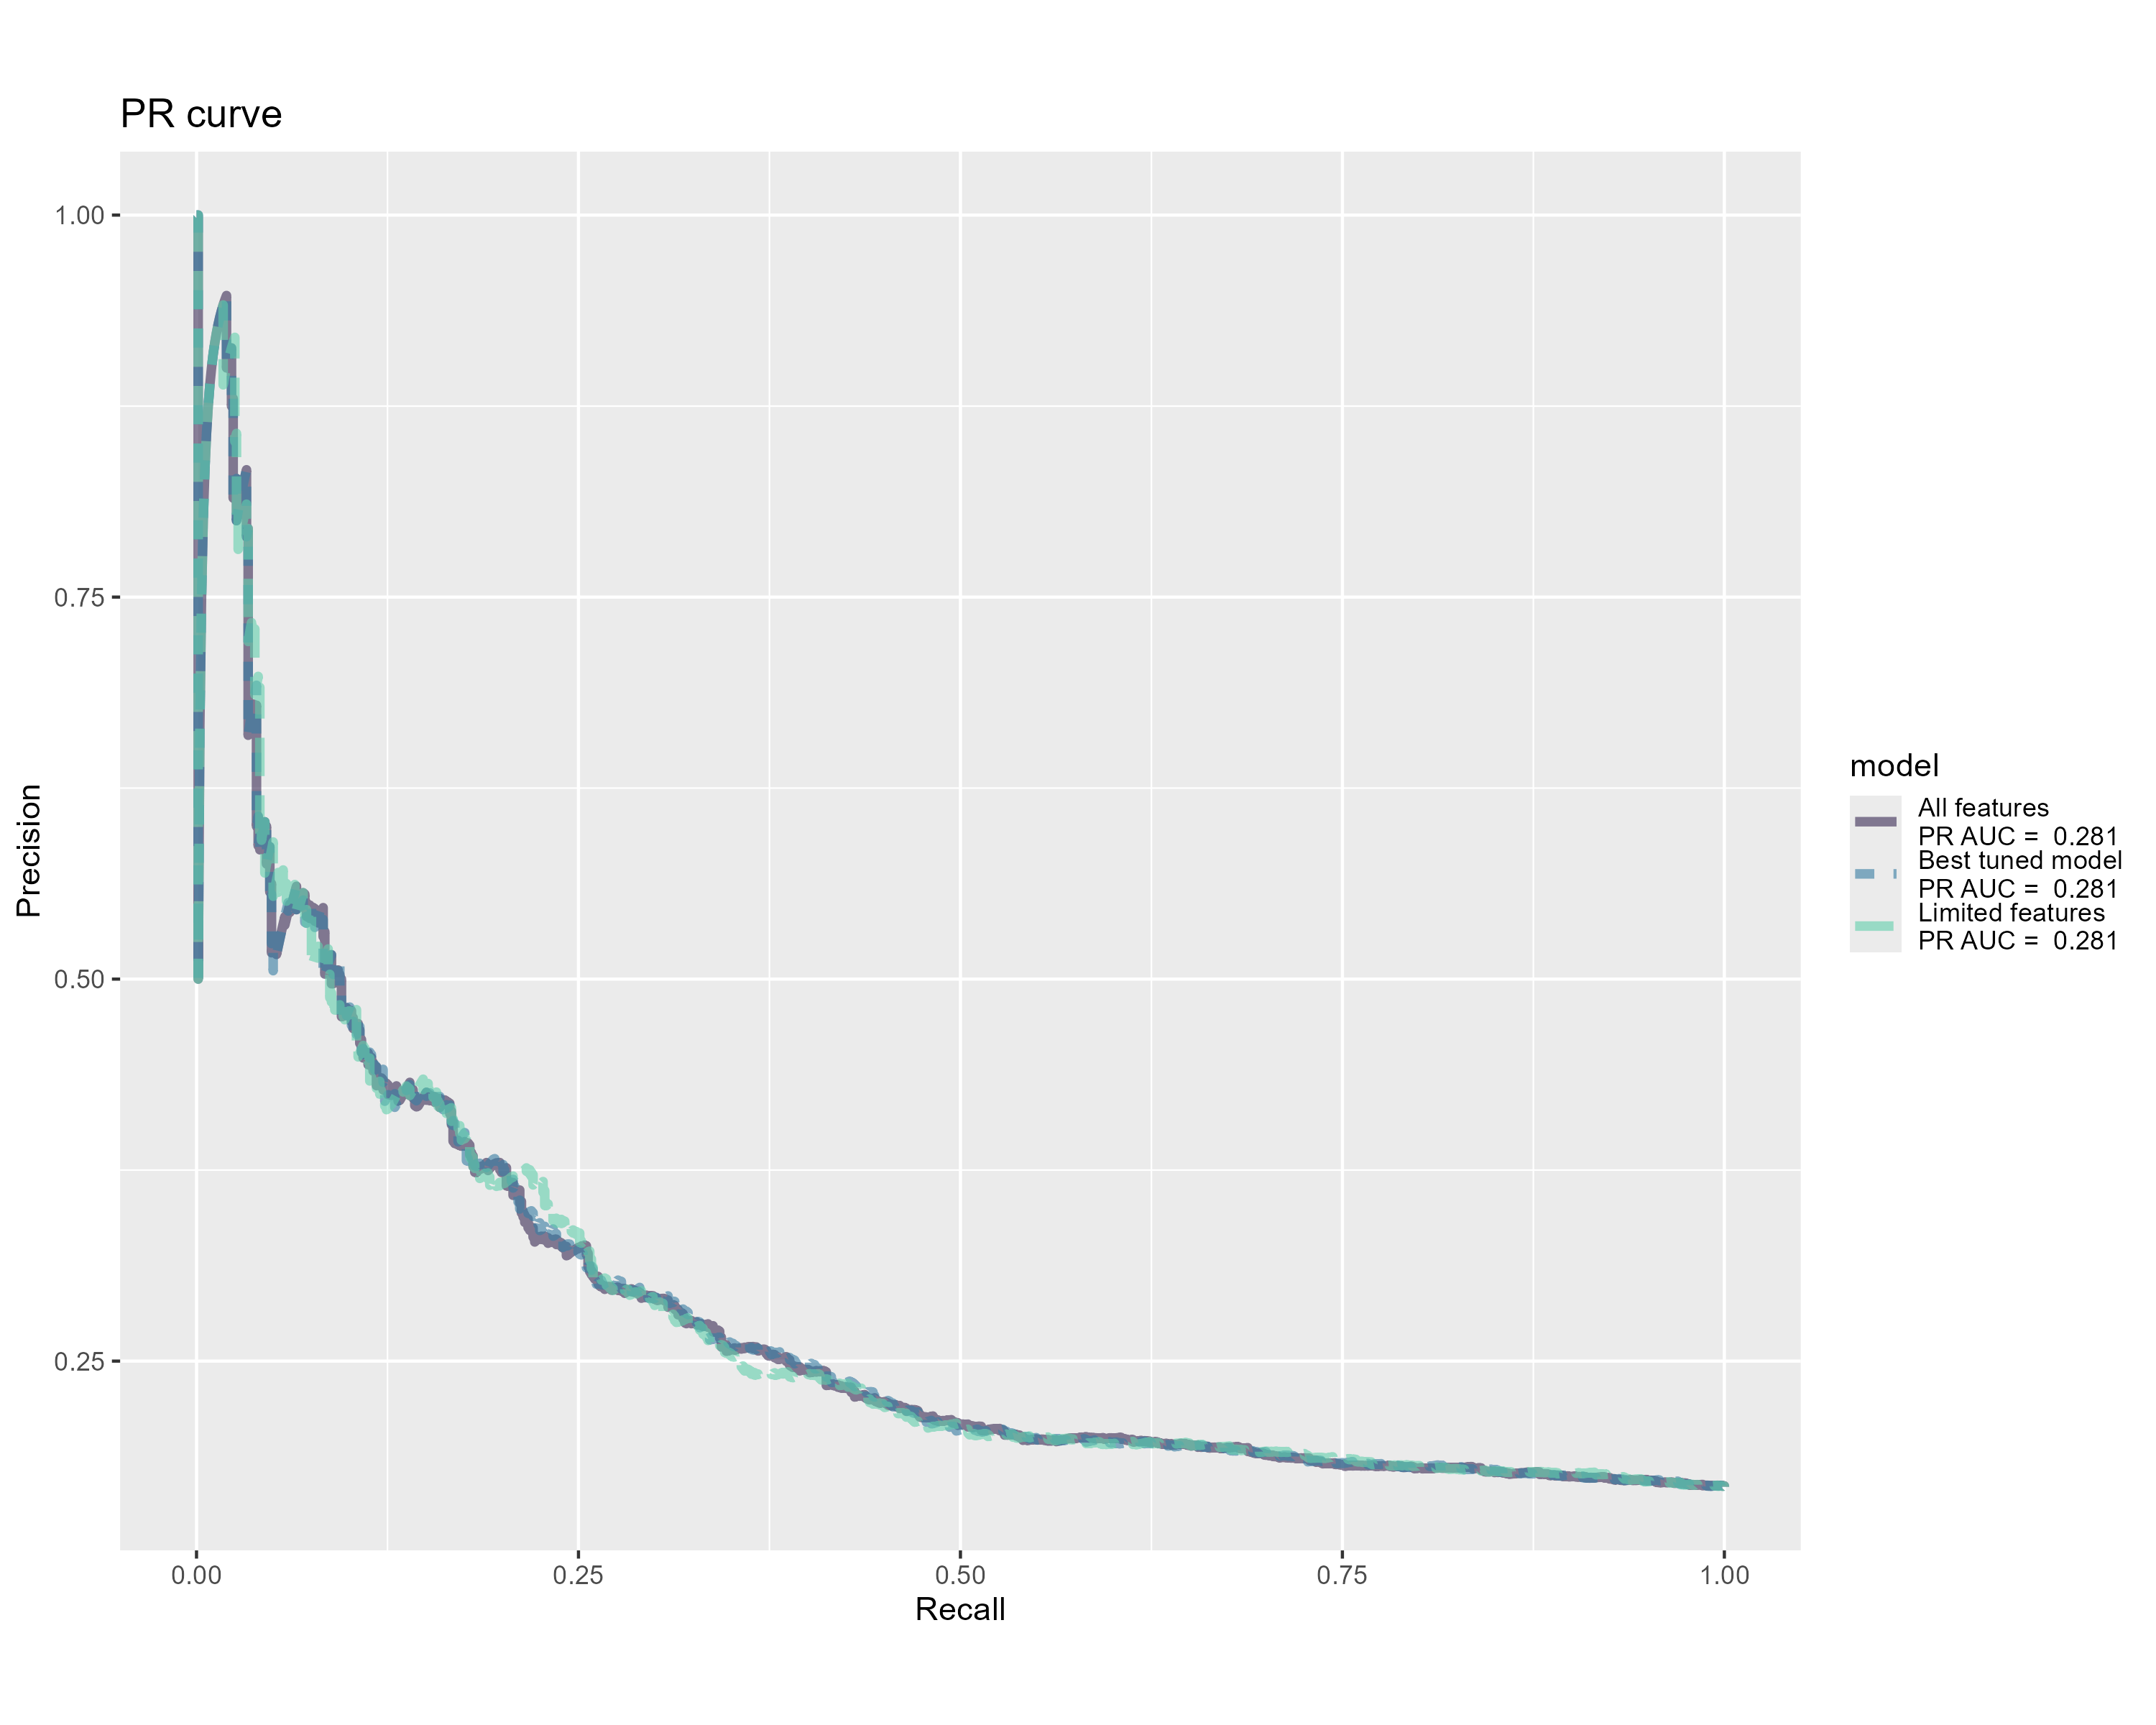 PR curve
1.00
0.75
0.50
0.25
Precision
0.00
0.25
0.50
0.75
1.00
Recall
model
All features
PR AUC =  0.281
Best tuned model
PR AUC =  0.281
Limited features
PR AUC =  0.281